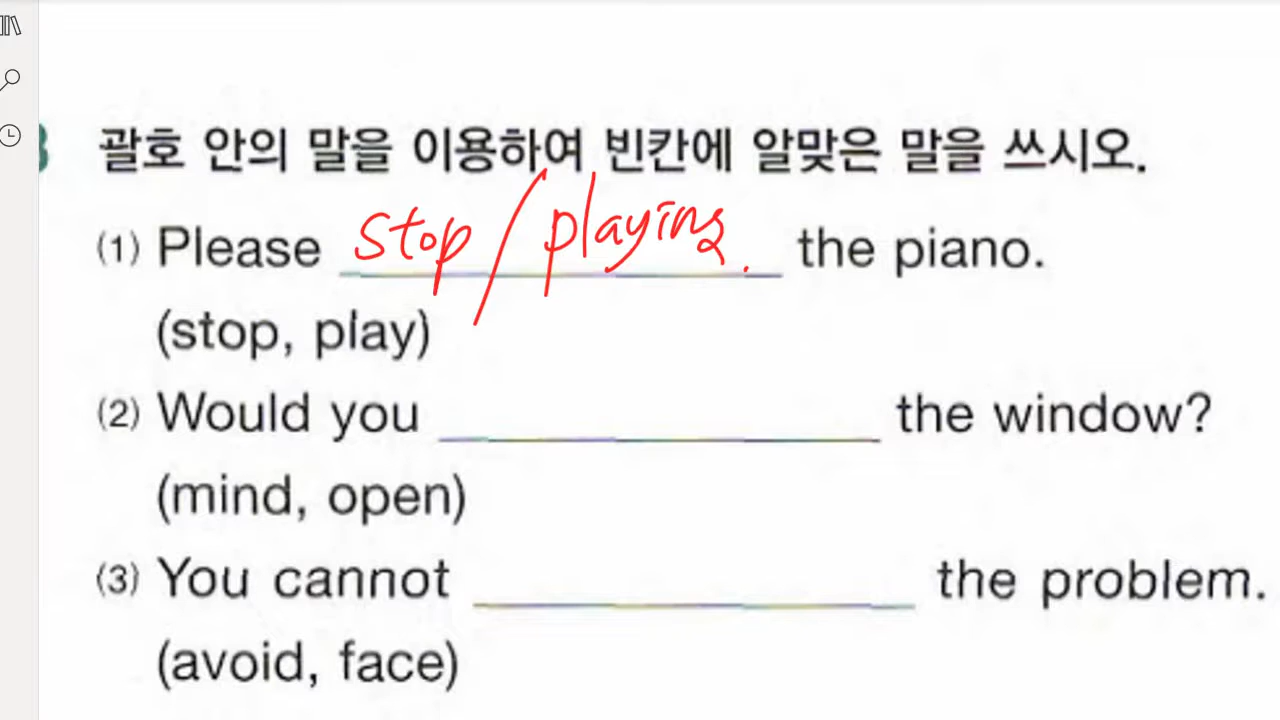 괄호 안의 말을 이용하여 빈칸에 알맞은 말을 쓰시오.
(1) Please stop / playing. the piano.
(stop, play)
(2) Would you the window?
(mind, open)
(3) You cannot the problem.
(avoid, face)